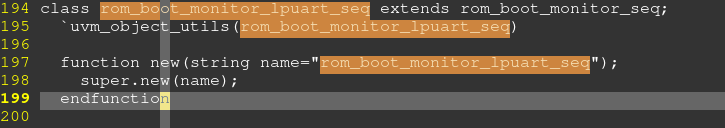 194 class rom_boot_monitor_lpuart_seq extends rom_boot_monitor_seq;
195   `uvm_object_utils(rom_boot_monitor_lpuart_seq)
196
197   function new(string name="rom_boot_monitor_lpuart_seq");
198     super.new(name);
199   endfunction
200